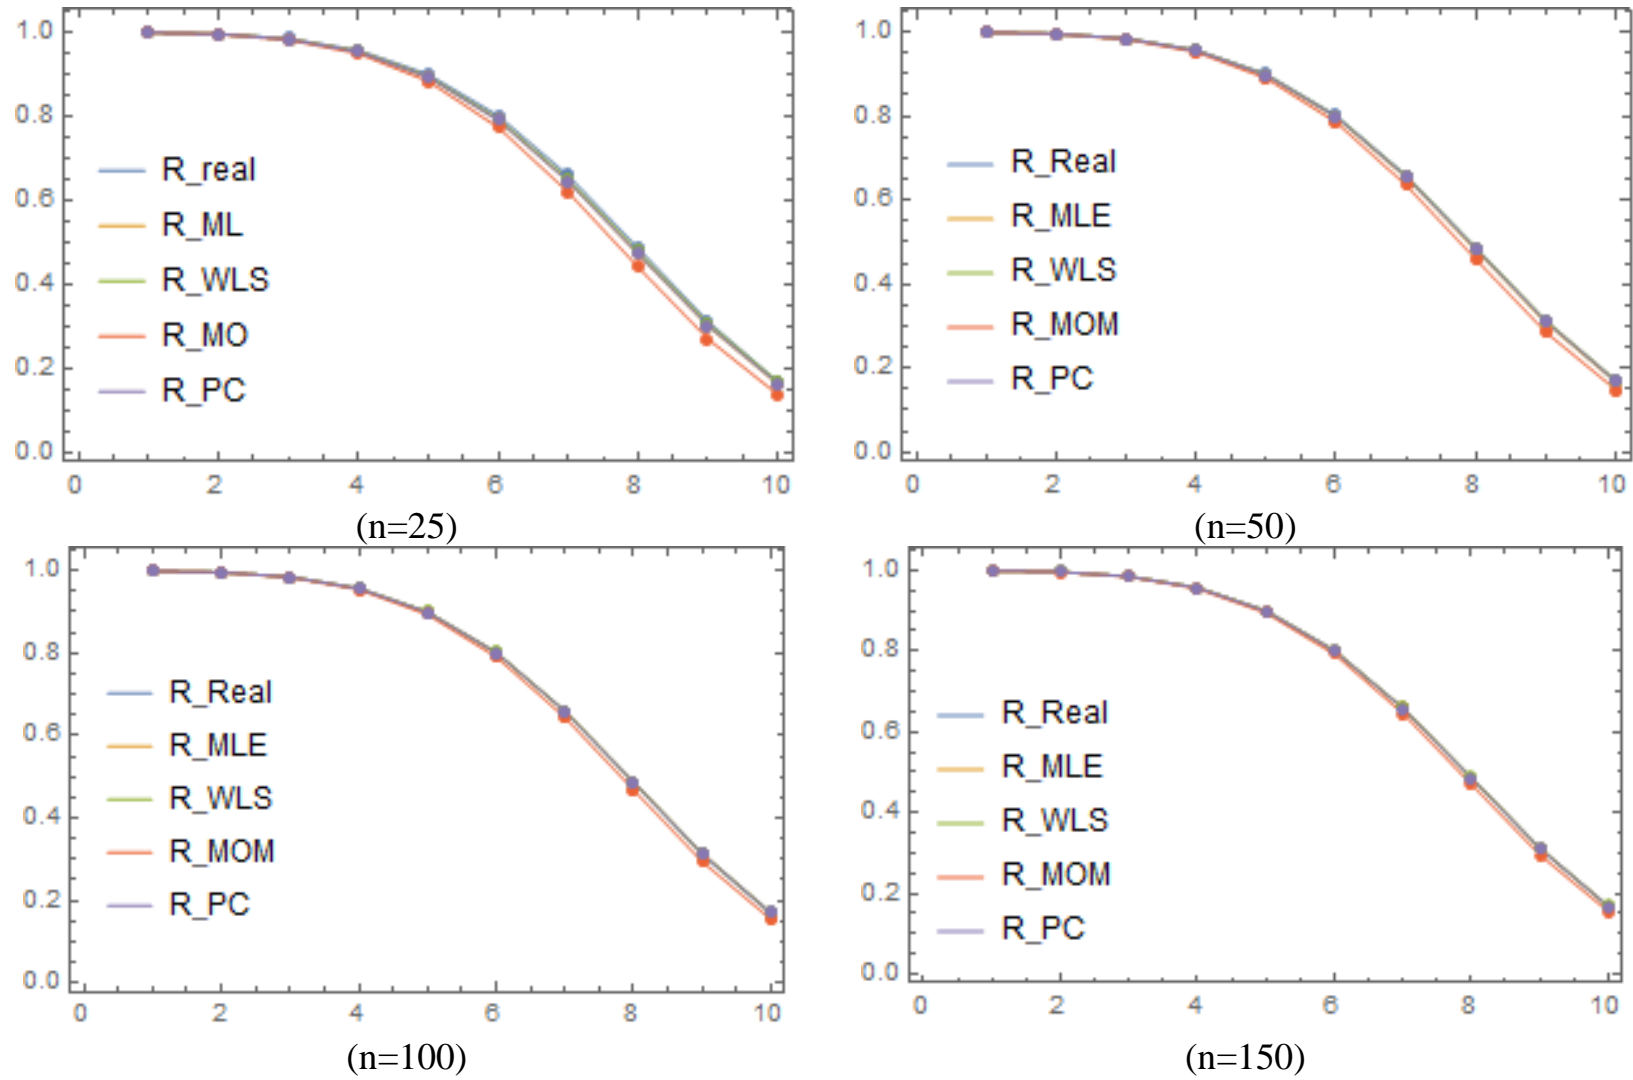 1.0
0.8
R_real
0.6
R_ML
R_WLS
0.4
R_MO
0.2
R_PC
0.0
0 2 4 6 8 10
(n=25)
1.0
0.8
R_Real
0.6
R_MLE
R_WLS
0.4
R_MOM
0.2
R_PC
0.0
0 2 4 6 8 10
(n=50)
1.0
0.8
R_Real
0.6
R_MLE
R_WLS
0.4
R_MOM
0.2
R_PC
0.0
0 2 4 6 8 10
(n=100)
1.0
0.8
R_Real
0.6
R_MLE
R_WLS
0.4
R_MOM
0.2
R_PC
0.0
0 2 4 6 8 10
(n=150)